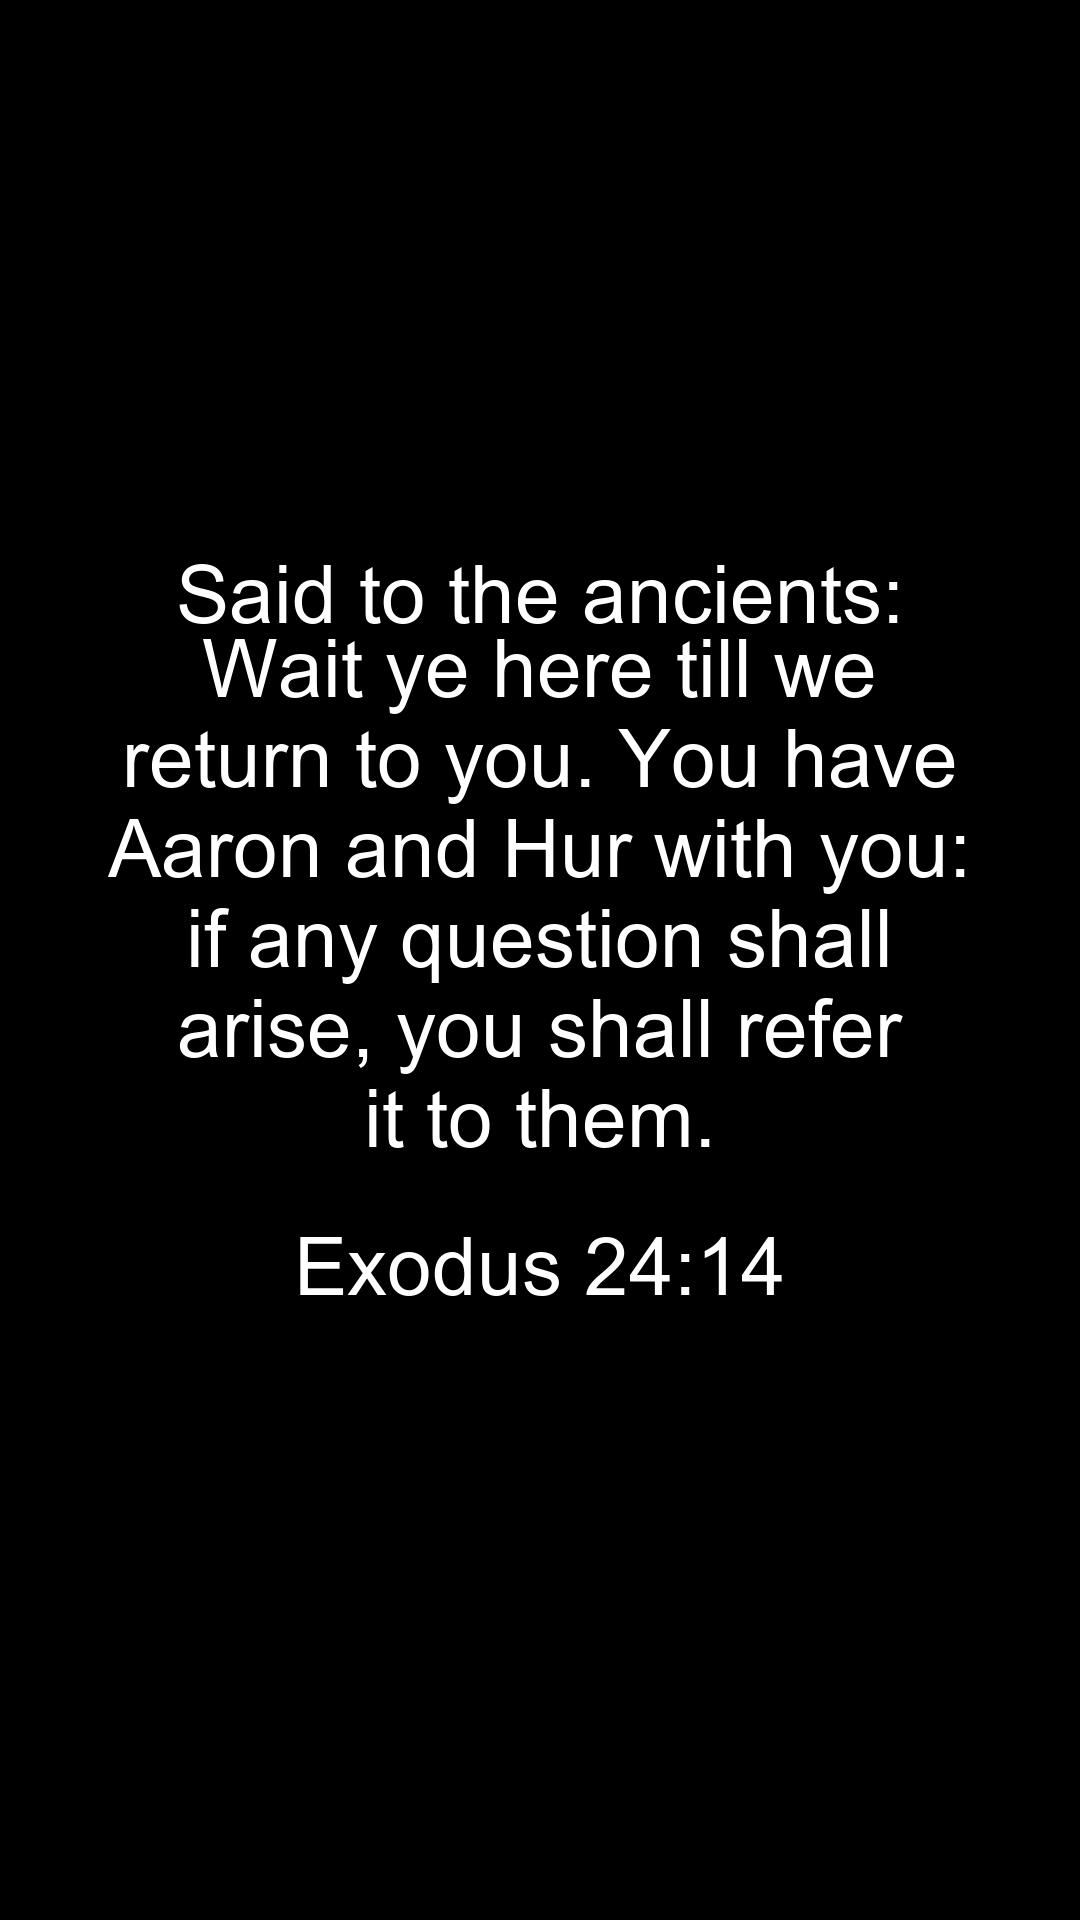 Said to the ancients:
Wait ye here till we
return to you. You have
Aaron and Hur with you:
if any question shall
arise, you shall refer
it to them.
Exodus 24:14